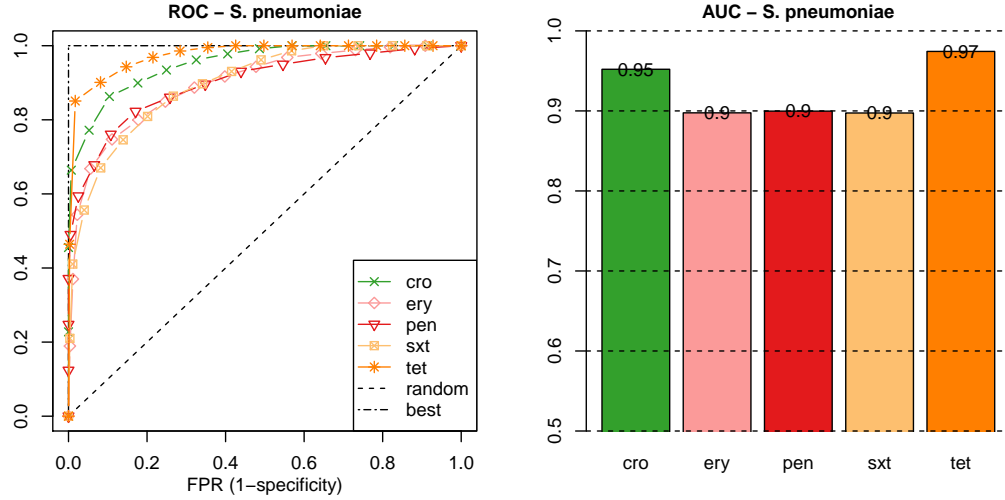 ROC − S. pneumoniae
1.0
0.8
0.6
0.4
0.2
0.0
cro
ery
pen
sxt
tet
random
best
0.0 0.2 0.4 0.6 0.8 1.0
FPR (1−specificity)
AUC − S. pneumoniae
1.0
0.9
0.8
0.7
0.6
0.5
0.95 0.9 0.9 0.9 0.97
cro ery pen sxt tet